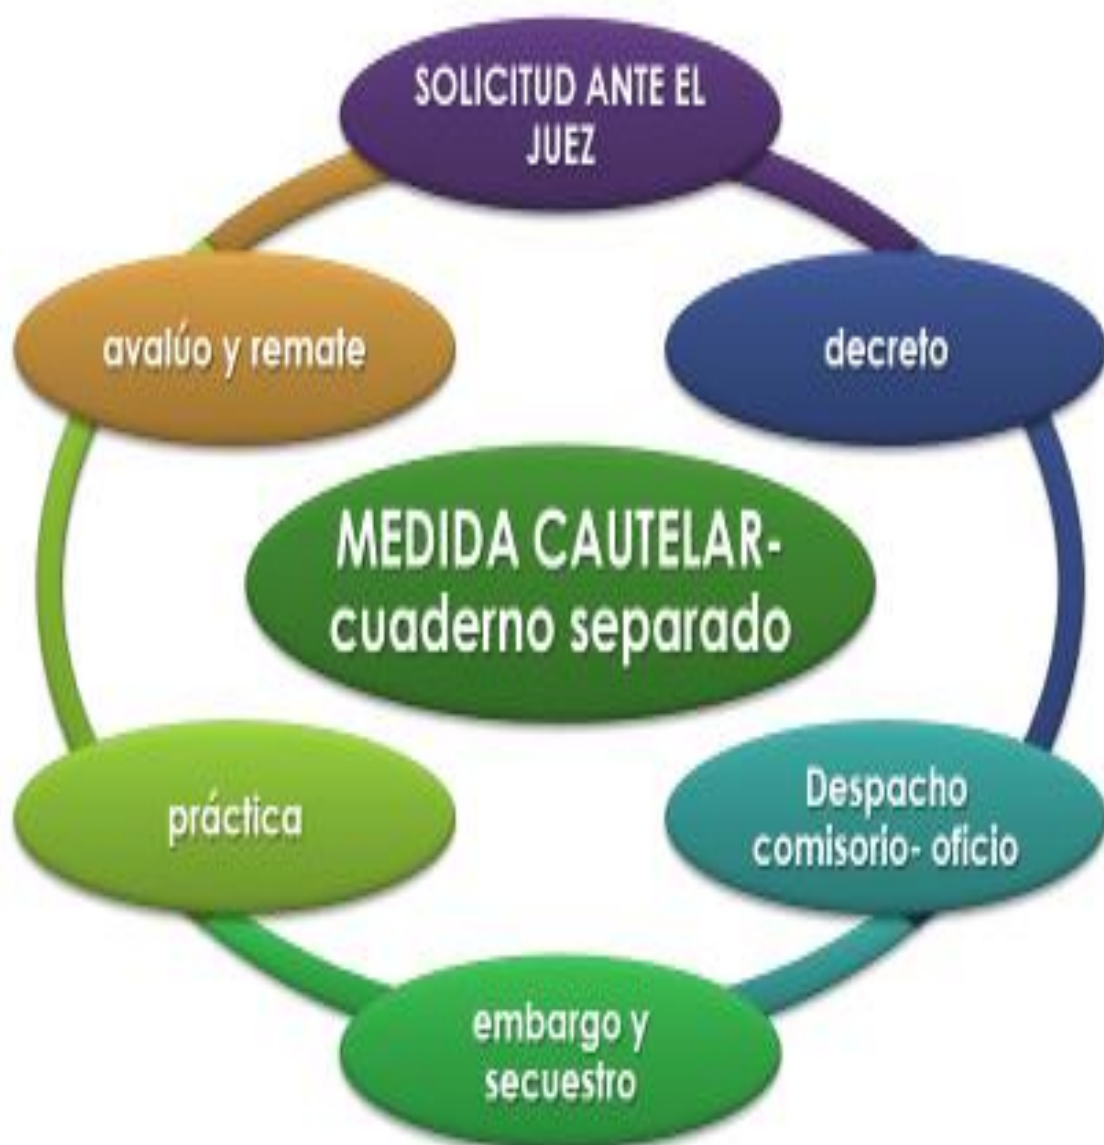 SOLICITUD ANTE EL
JUEZ
decreto
Despacho
comisorio- oficio
embargo y
secuestro
práctica
avalúo y remate
MEDIDA CAUTELAR-
cuaderno separado